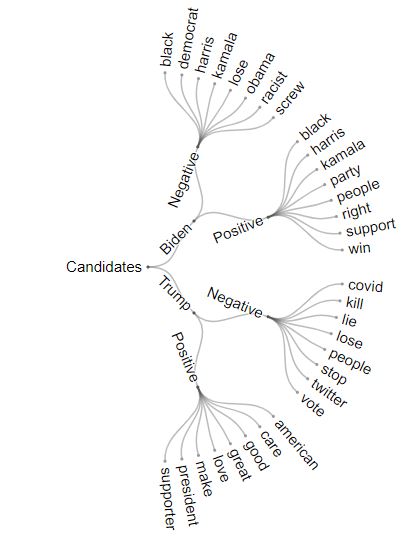 Candidates
Biden
Negative
black
democrat
harris
kamala
lose
obama
racist
screw
Positive
black
harris
kamala
party
people
right
support
win
Trump
Negative
covid
kill
lie
lose
people
stop
twitter
vote
Positive
american
care
good
great
love
make
president
supporter